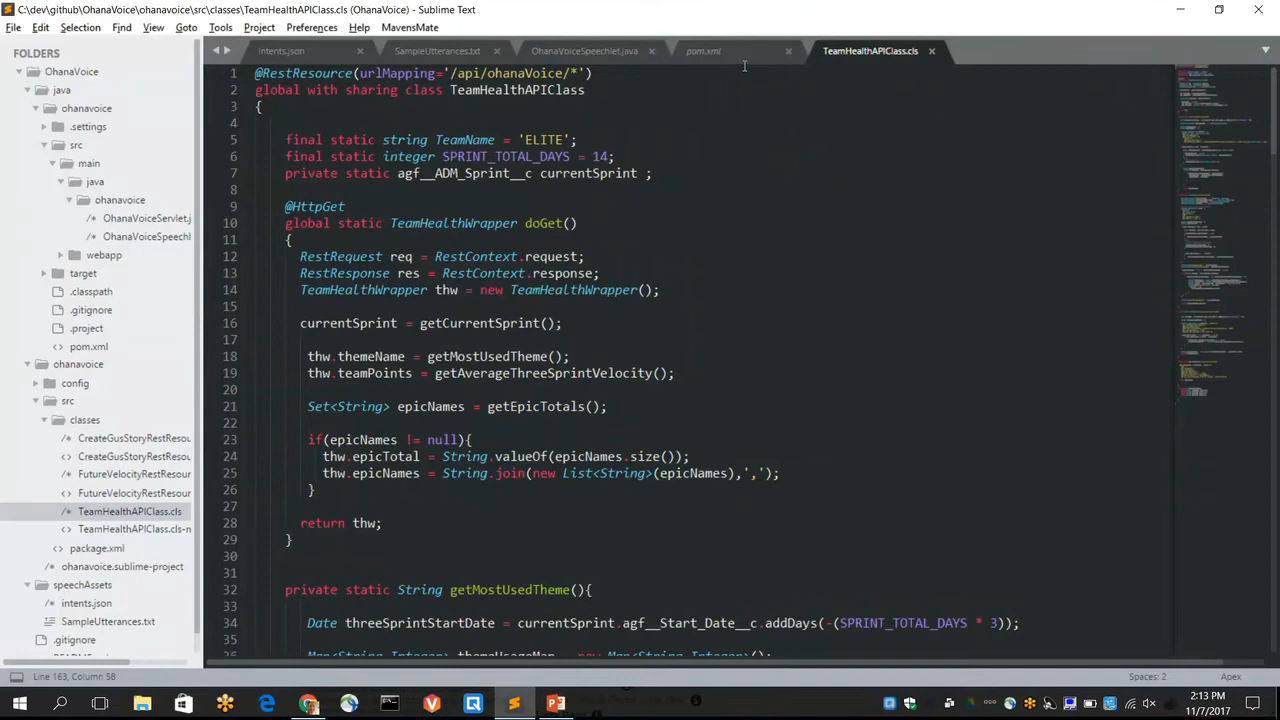 C:\dev\github\OhanaVoice\ohanavoice\src\classes\TeamHealthAPIClass.cls (OhanaVoice) - Sublime Text
File Edit Selection Find View Goto Tools Project Preferences Help MavensMate
FOLDERS
OhanaVoice
java
ohanavoice
.settings
src
main
java
ohanavoice
OhanaVoiceServlet.j
OhanaVoiceSpeechl
webapp
target
.classpath
.gitignore
.project
pom.xml
ohanavoice
config
src
classes
CreateGusStoryRestResou
CreateGusStoryRestResou
FutureVelocityRestResour
FutureVelocityRestResour
TeamHealthAPIClass.cls
TeamHealthAPIClass.cls-n
package.xml
ohanavoice.sublime-project
speechAssets
intents.json
SampleUtterances.txt
.gitignore
Intents.json SampleUtterances.txt OhanaVoiceSpeechlet.java pom.xml TeamHealthAPIClass.cls
1 @RestResource(urlMapping='/api/ohanaVoice/*')
2 global with sharing class TeamHealthAPIClass
3 {
4
5 final static string TeamName = 'ELITE';
6 final static integer SPRINT_TOTAL_DAYS = 14;
7 private static agf__ADM_Sprint__c currentSprint ;
8
9 @HttpGet
10 global static TeamHealthWrapper doGet()
11 {
12 RestRequest req = RestContext.request;
13 RestResponse res = RestContext.response;
14 TeamHealthWrapper thw = new TeamHealthWrapper();
15
16 currentSprint = getCurrentSprint();
17
18 thw.themeName = getMostUsedTheme();
19 thw.teamPoints = getAverageThreeSprintVelocity();
20
21 Set<String> epicNames = getEpicTotals();
22
23 if(epicNames != null){
24 thw.epicTotal = String.valueOf(epicNames.size());
25 thw.epicNames = String.join(new List<String>(epicNames),',');
26 }
27
28 return thw;
29 }
30
31
32 private static String getMostUsedTheme(){
33
34 Date threeSprintStartDate = currentSprint.agf__Start_Date__c.addDays(-(SPRINT_TOTAL_DAYS * 3));
35
36 Map<String,Integer> themeUsageMap = new Map<String,Integer>();
Line 163, Column 58 Spaces: 2 Apex
2:13 PM
11/7/2017